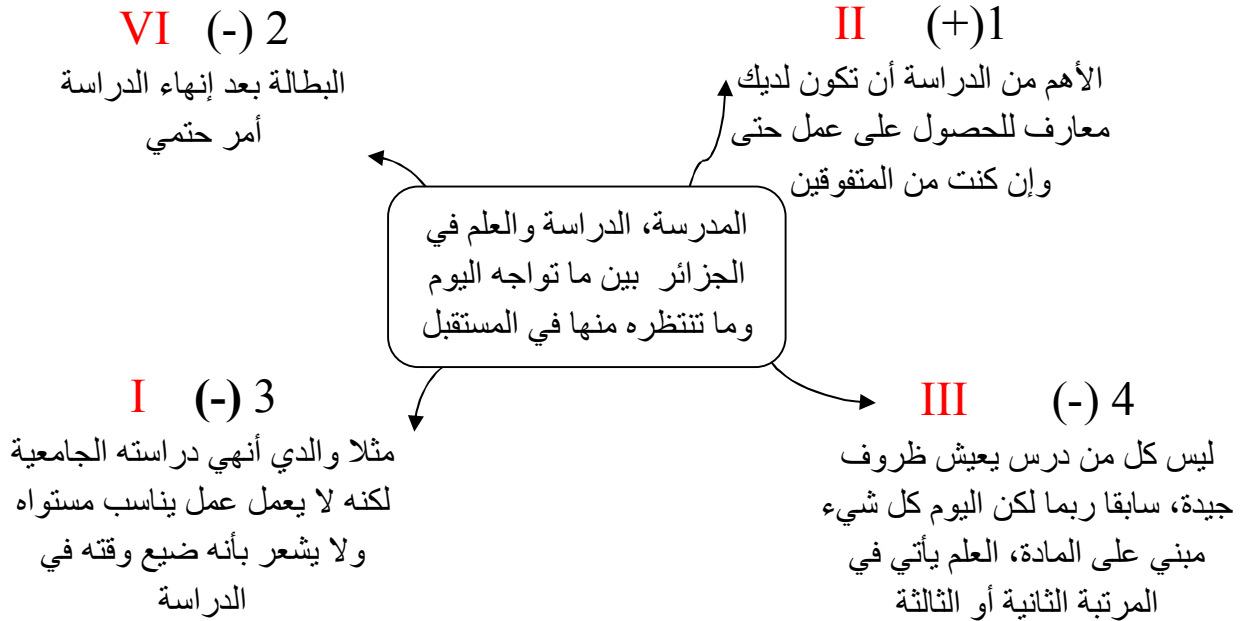 II (+)1
الأهم من الدراسة أن تكون لديك
معارف للحصول على عمل حتى
وإن كنت من المتفوقين
VI (-) 2
البطالة بعد إنهاء الدراسة
أمر حتمي
المدرسة، الدراسة والعلم في
الجزائر بين ما تواجه اليوم
وما تنتظره منها في المستقبل
I (-) 3
مثلا والدي أنهي دراسته الجامعية
لكنه لا يعمل عمل يناسب مستواه
ولا يشعر بأنه ضيع وقته في
الدراسة
III (-) 4
ليس كل من درس يعيش ظروف
جيدة، سابقا ربما لكن اليوم كل شيء
مبني على المادة، العلم يأتي في
المرتبة الثانية أو الثالثة